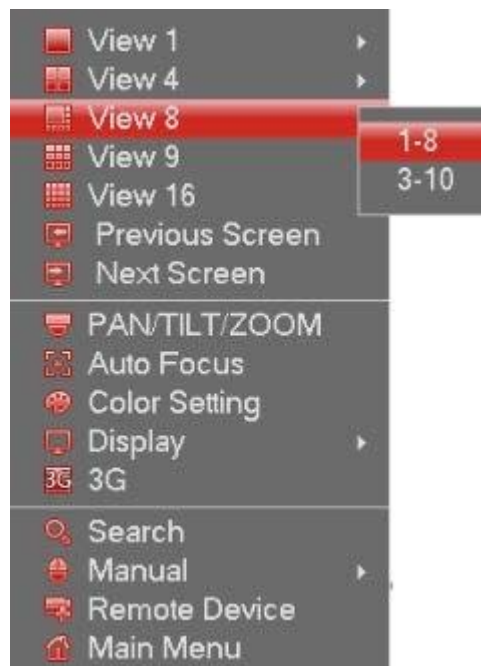 View 1
View 4
View 8
1-8
View 9
3-10
View 16
Previous Screen
Next Screen
PAN/TILT/ZOOM
Auto Focus
Color Setting
Display
3G 3G
Search
Manual
Remote Device
Main Menu